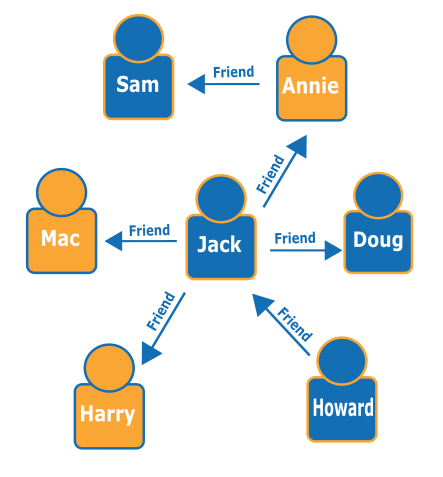 Sam
Friend
Annie
Friend
Mac
Friend
Jack
Friend
Doug
Friend
Friend
Harry
Howard